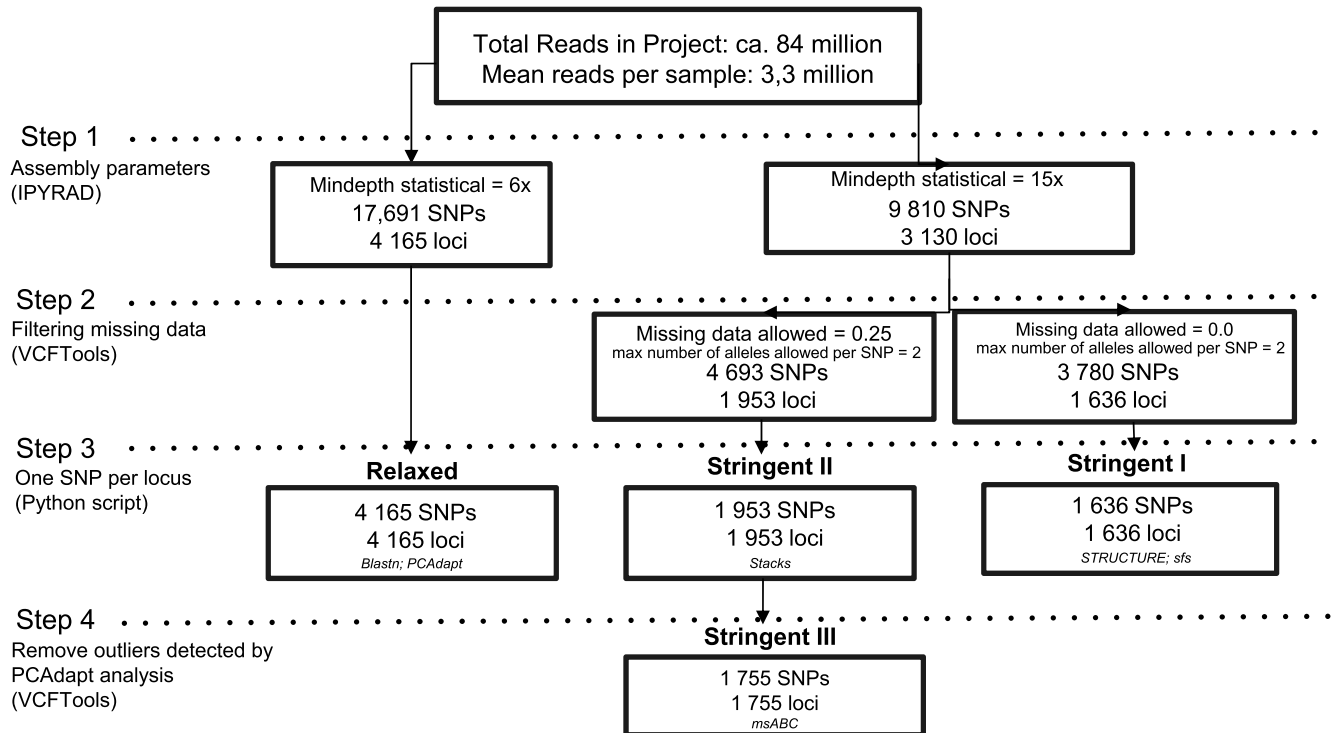 Total Reads in Project: ca. 84 million
Mean reads per sample: 3,3 million
Step 1
Assembly parameters
(IPYRAD)
Mindepth statistical = 6x
17,691 SNPs
4 165 loci
Mindepth statistical = 15x
9 810 SNPs
3 130 loci
Step 2
Filtering missing data
(VCFTools)
Missing data allowed = 0.25
max number of alleles allowed per SNP = 2
4 693 SNPs
1 953 loci
Missing data allowed = 0.0
max number of alleles allowed per SNP = 2
3 780 SNPs
1 636 loci
Step 3
One SNP per locus
(Python script)
Relaxed
4 165 SNPs
4 165 loci
Blastn; PCAdapt
Stringent II
1 953 SNPs
1 953 loci
Stacks
Stringent I
1 636 SNPs
1 636 loci
STRUCTURE; sfs
Step 4
Remove outliers detected by
PCAdapt analysis
(VCFTools)
Stringent III
1 755 SNPs
1 755 loci
msABC